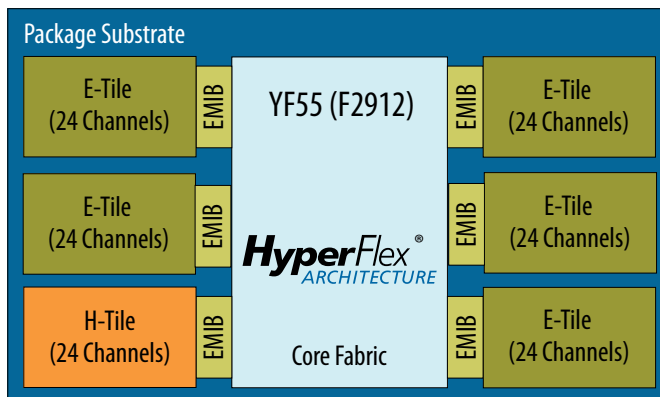 Package Substrate
E-Tile
(24 Channels)
EMIB
YF55 (F2912)
EMIB
E-Tile
(24 Channels)
E-Tile
(24 Channels)
EMIB
HyperFlex®
ARCHITECTURE
EMIB
E-Tile
(24 Channels)
H-Tile
(24 Channels)
EMIB
Core Fabric
EMIB
E-Tile
(24 Channels)